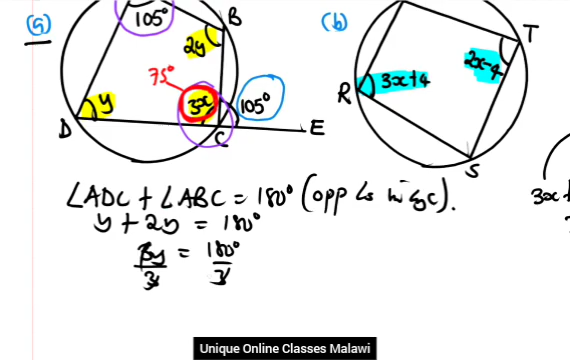 (a)
105°
B
2y
75°
y
3x
105°
D
C
E
(b)
T
2x-4
R
3x+4
S
∠ADC + ∠ABC = 180° (opp ∠s in cyc).
y + 2y = 180°
3y = 180°
3 3
Unique Online Classes Malawi